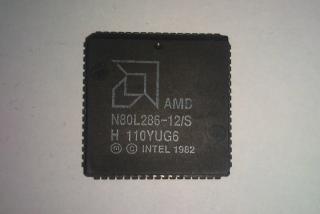 AMD
N80L286-12/S
H 110YUG6
Ⓜ © INTEL 1982